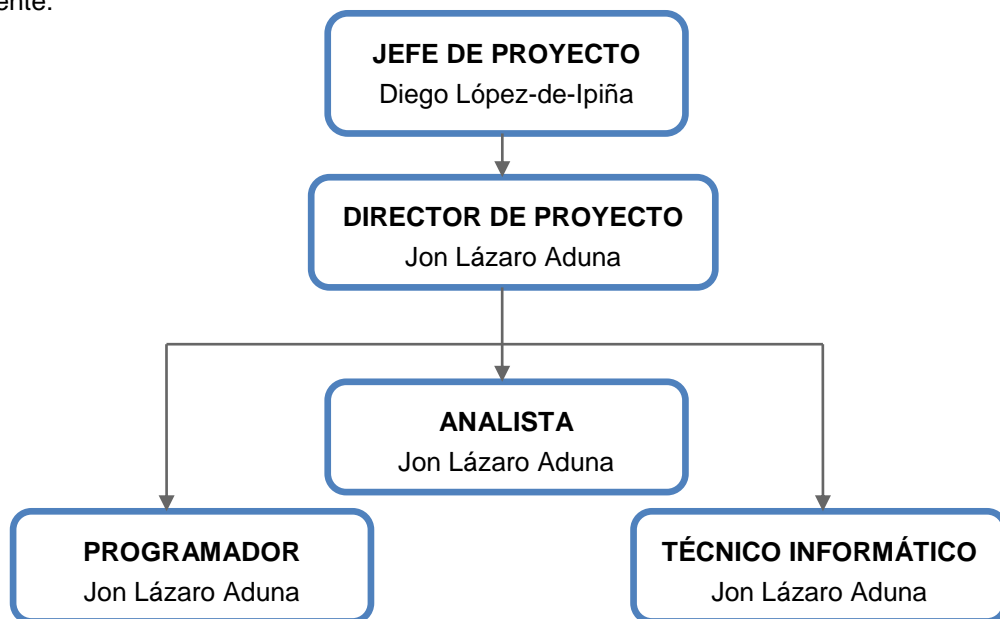 ente:
JEFE DE PROYECTO
Diego López-de-Ipiña
DIRECTOR DE PROYECTO
Jon Lázaro Aduna
ANALISTA
Jon Lázaro Aduna
PROGRAMADOR
Jon Lázaro Aduna
TÉCNICO INFORMÁTICO
Jon Lázaro Aduna